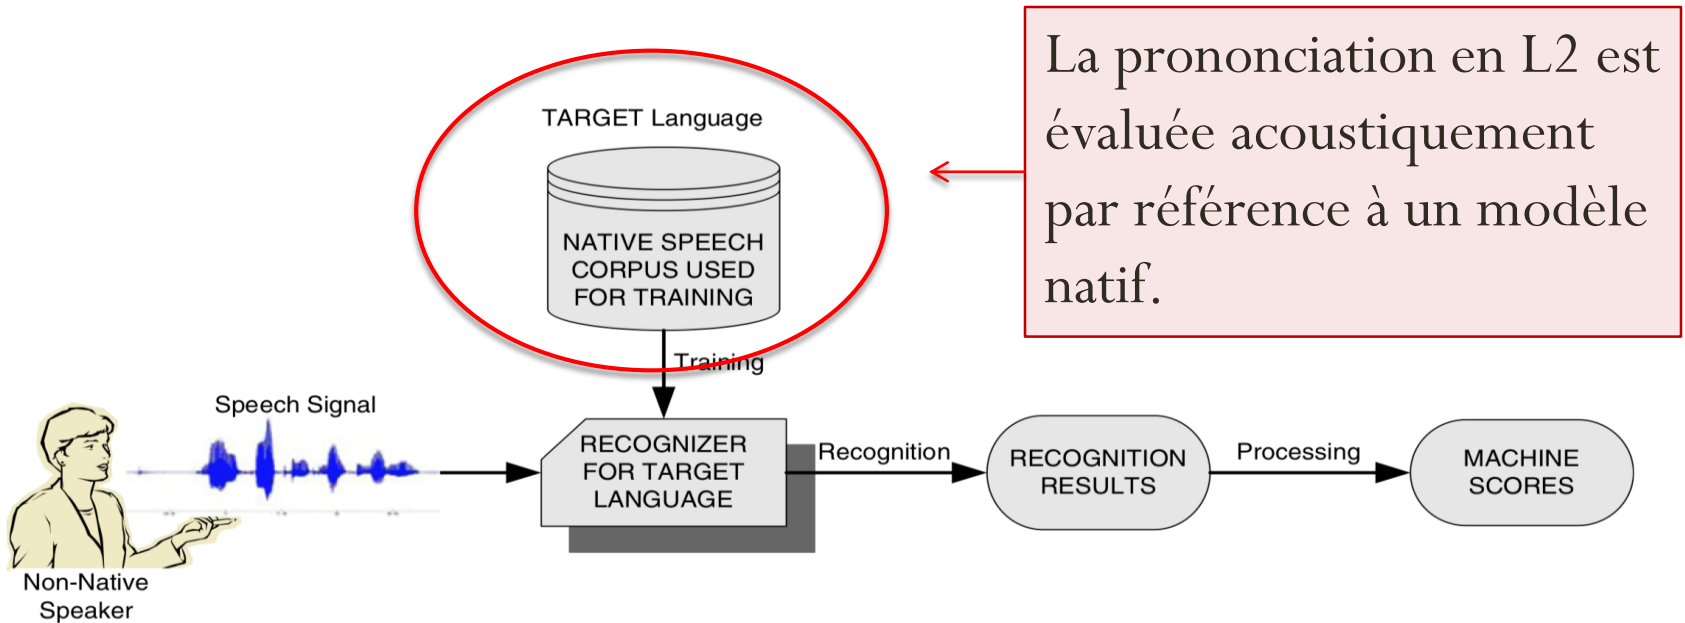 La prononciation en L2 est
évaluée acoustiquement
par référence à un modèle
natif.
TARGET Language
NATIVE SPEECH
CORPUS USED
FOR TRAINING
Training
Speech Signal
RECOGNIZER
FOR TARGET
LANGUAGE
Recognition
RECOGNITION
RESULTS
Processing
MACHINE
SCORES
Non-Native
Speaker